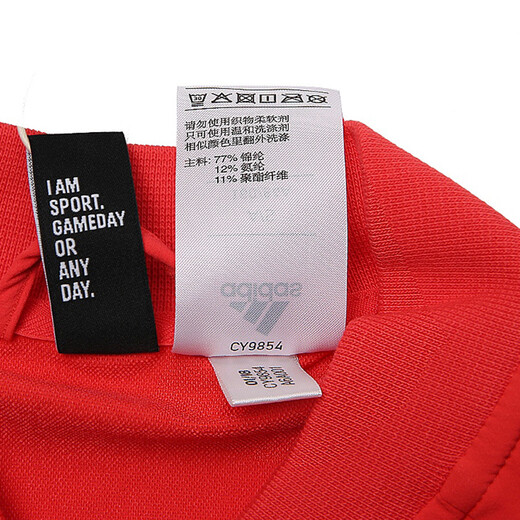 I AM
SPORT.
GAMEDAY
OR
ANY
DAY.
请勿使用织物柔软剂
只可使用温和洗涤剂
相似颜色里翻外洗涤
主料: 77% 锦纶
12% 氨纶
11% 聚酯纤维
adidas
CY9854
CY9854